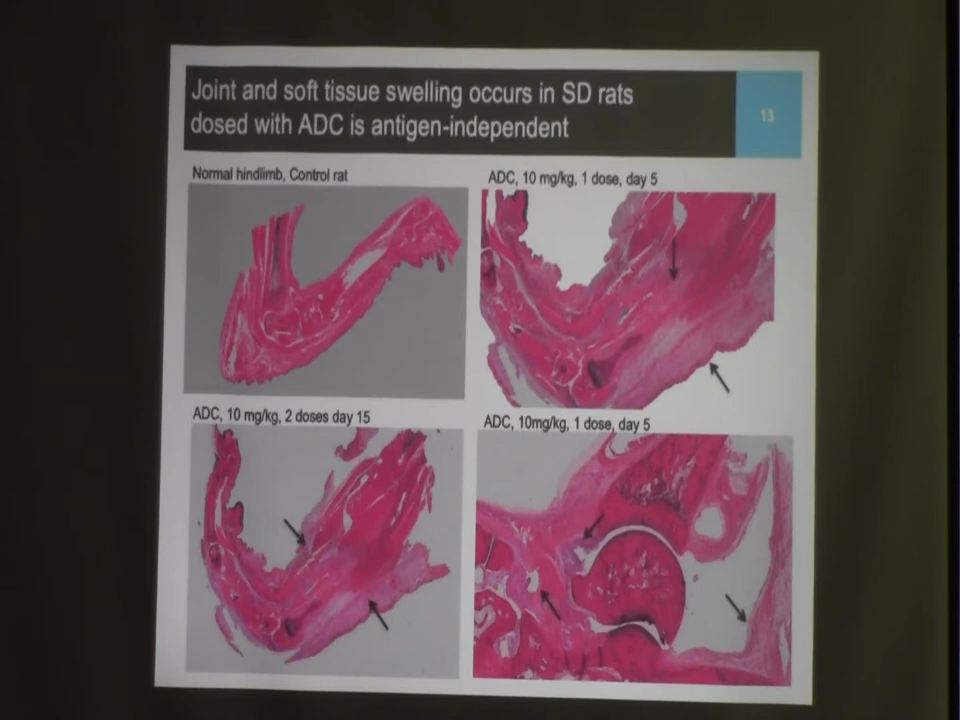 Joint and soft tissue swelling occurs in SD rats
dosed with ADC is antigen-independent
13
Normal hindlimb, Control rat
ADC, 10 mg/kg, 1 dose, day 5
ADC, 10 mg/kg, 2 doses day 15
ADC, 10mg/kg, 1 dose, day 5